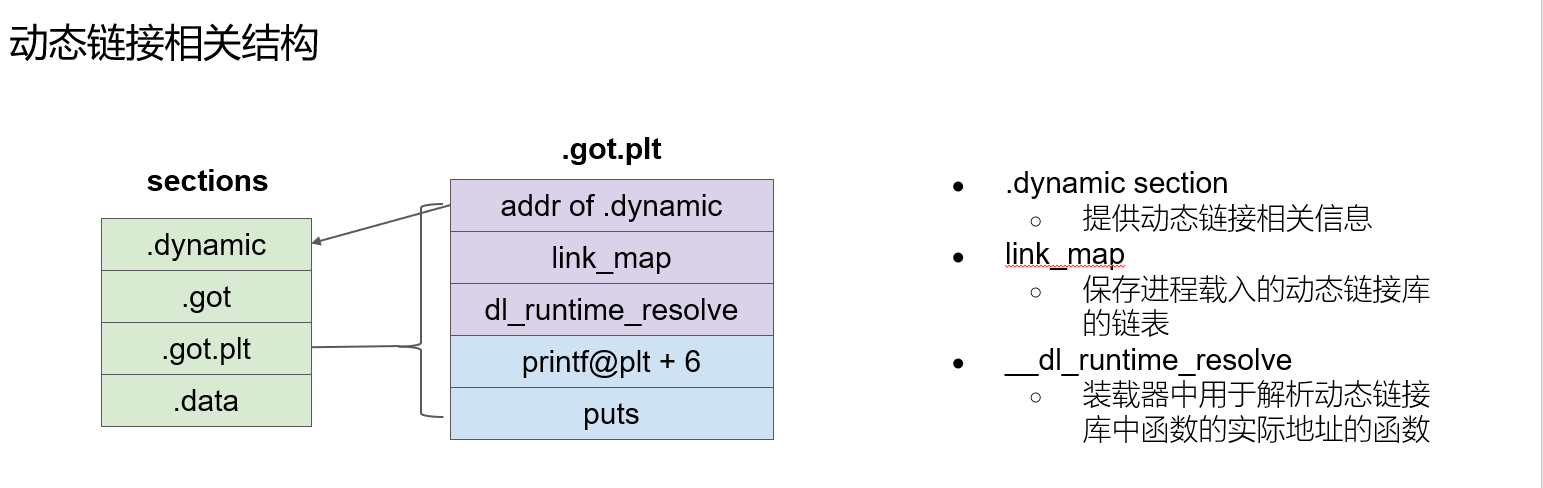 动态链接相关结构
sections
.dynamic
.got
.got.plt
.data
.got.plt
addr of .dynamic
link_map
dl_runtime_resolve
printf@plt + 6
puts
● .dynamic section
○ 提供动态链接相关信息
● link_map
○ 保存进程载入的动态链接库
的链表
● __dl_runtime_resolve
○ 装载器中用于解析动态链接
库中函数的实际地址的函数